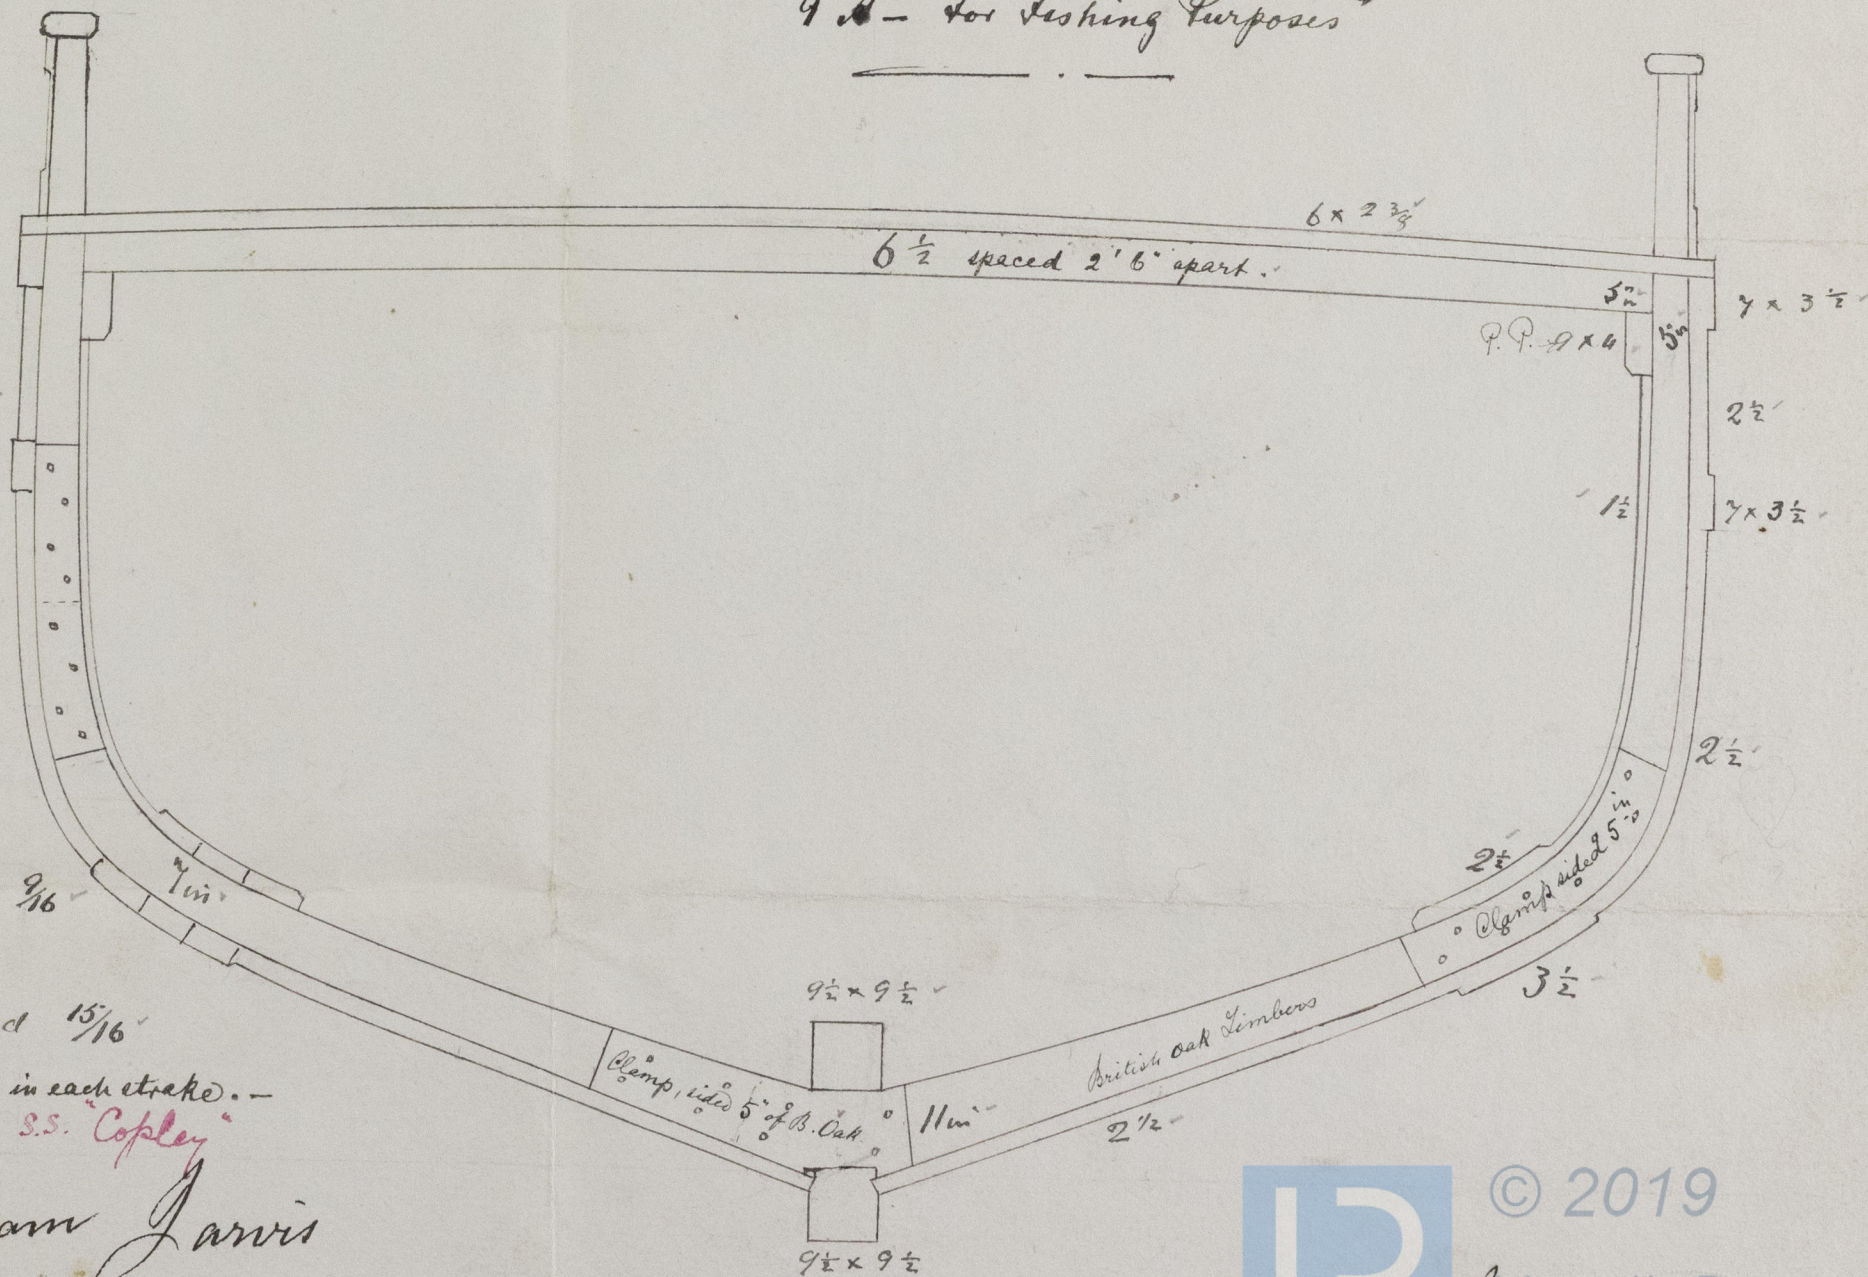 9 A — for Fishing Purposes"
6 x 2 3/8
6 1/2 spaced 2' 6" apart.
5 in
7 x 3 1/2
P.P. 9 x 4
5 in
2 1/2
1 1/2
7 x 3 1/2
2 1/2
2 1/2
Clamp sided 5 in
9/16
7 in.
3 1/2
9 1/2 x 9 1/2
British Oak Timbers
15/16
Clamp, sided 5" of B. Oak
11 in
2 1/2
in each strake. —
S.S. "Copley"
© 2019
am Jarvis
9 1/2 x 9 1/2